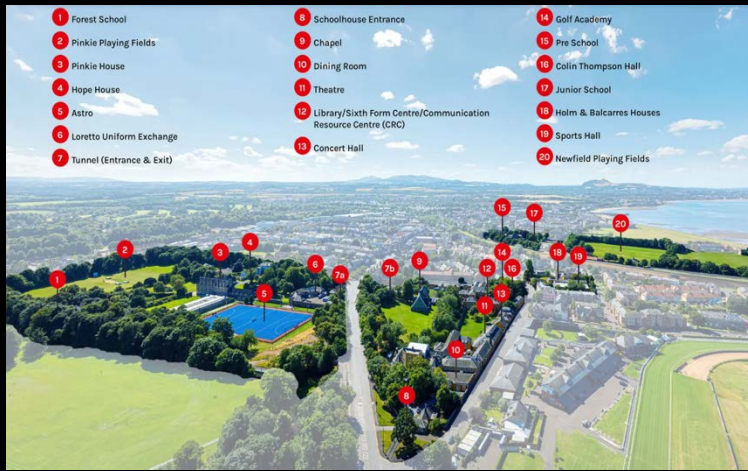 1 Forest School
2 Pinkie Playing Fields
3 Pinkie House
4 Hope House
5 Astro
6 Loretto Uniform Exchange
7 Tunnel (Entrance & Exit)
8 Schoolhouse Entrance
9 Chapel
10 Dining Room
11 Theatre
12 Library/Sixth Form Centre/Communication
Resource Centre (CRC)
13 Concert Hall
14 Golf Academy
15 Pre School
16 Colin Thompson Hall
17 Junior School
18 Holm & Balcarres Houses
19 Sports Hall
20 Newfield Playing Fields
15
17
20
2
4
3
1
6
7a
7b
9
14
12
16
18
19
5
13
11
10
8